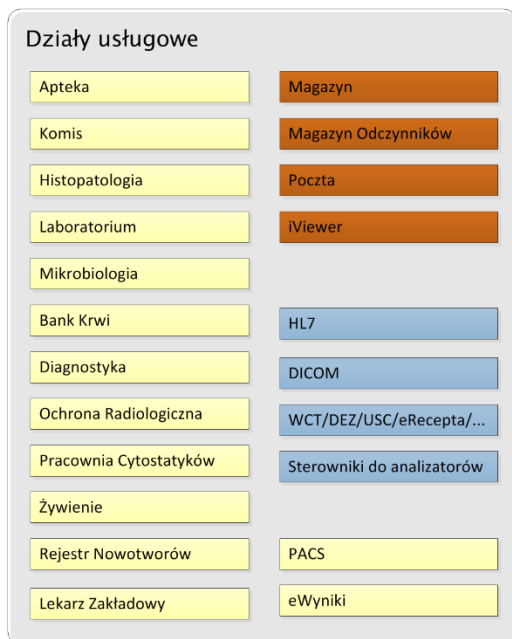 Działy usługowe
Apteka
Komis
Histopatologia
Laboratorium
Mikrobiologia
Bank Krwi
Diagnostyka
Ochrona Radiologiczna
Pracownia Cytostatyków
Żywienie
Rejestr Nowotworów
Lekarz Zakładowy
Magazyn
Magazyn Odczynników
Poczta
iViewer
HL7
DICOM
WCT/DEZ/USC/eRecepta/...
Sterowniki do analizatorów
PACS
eWyniki